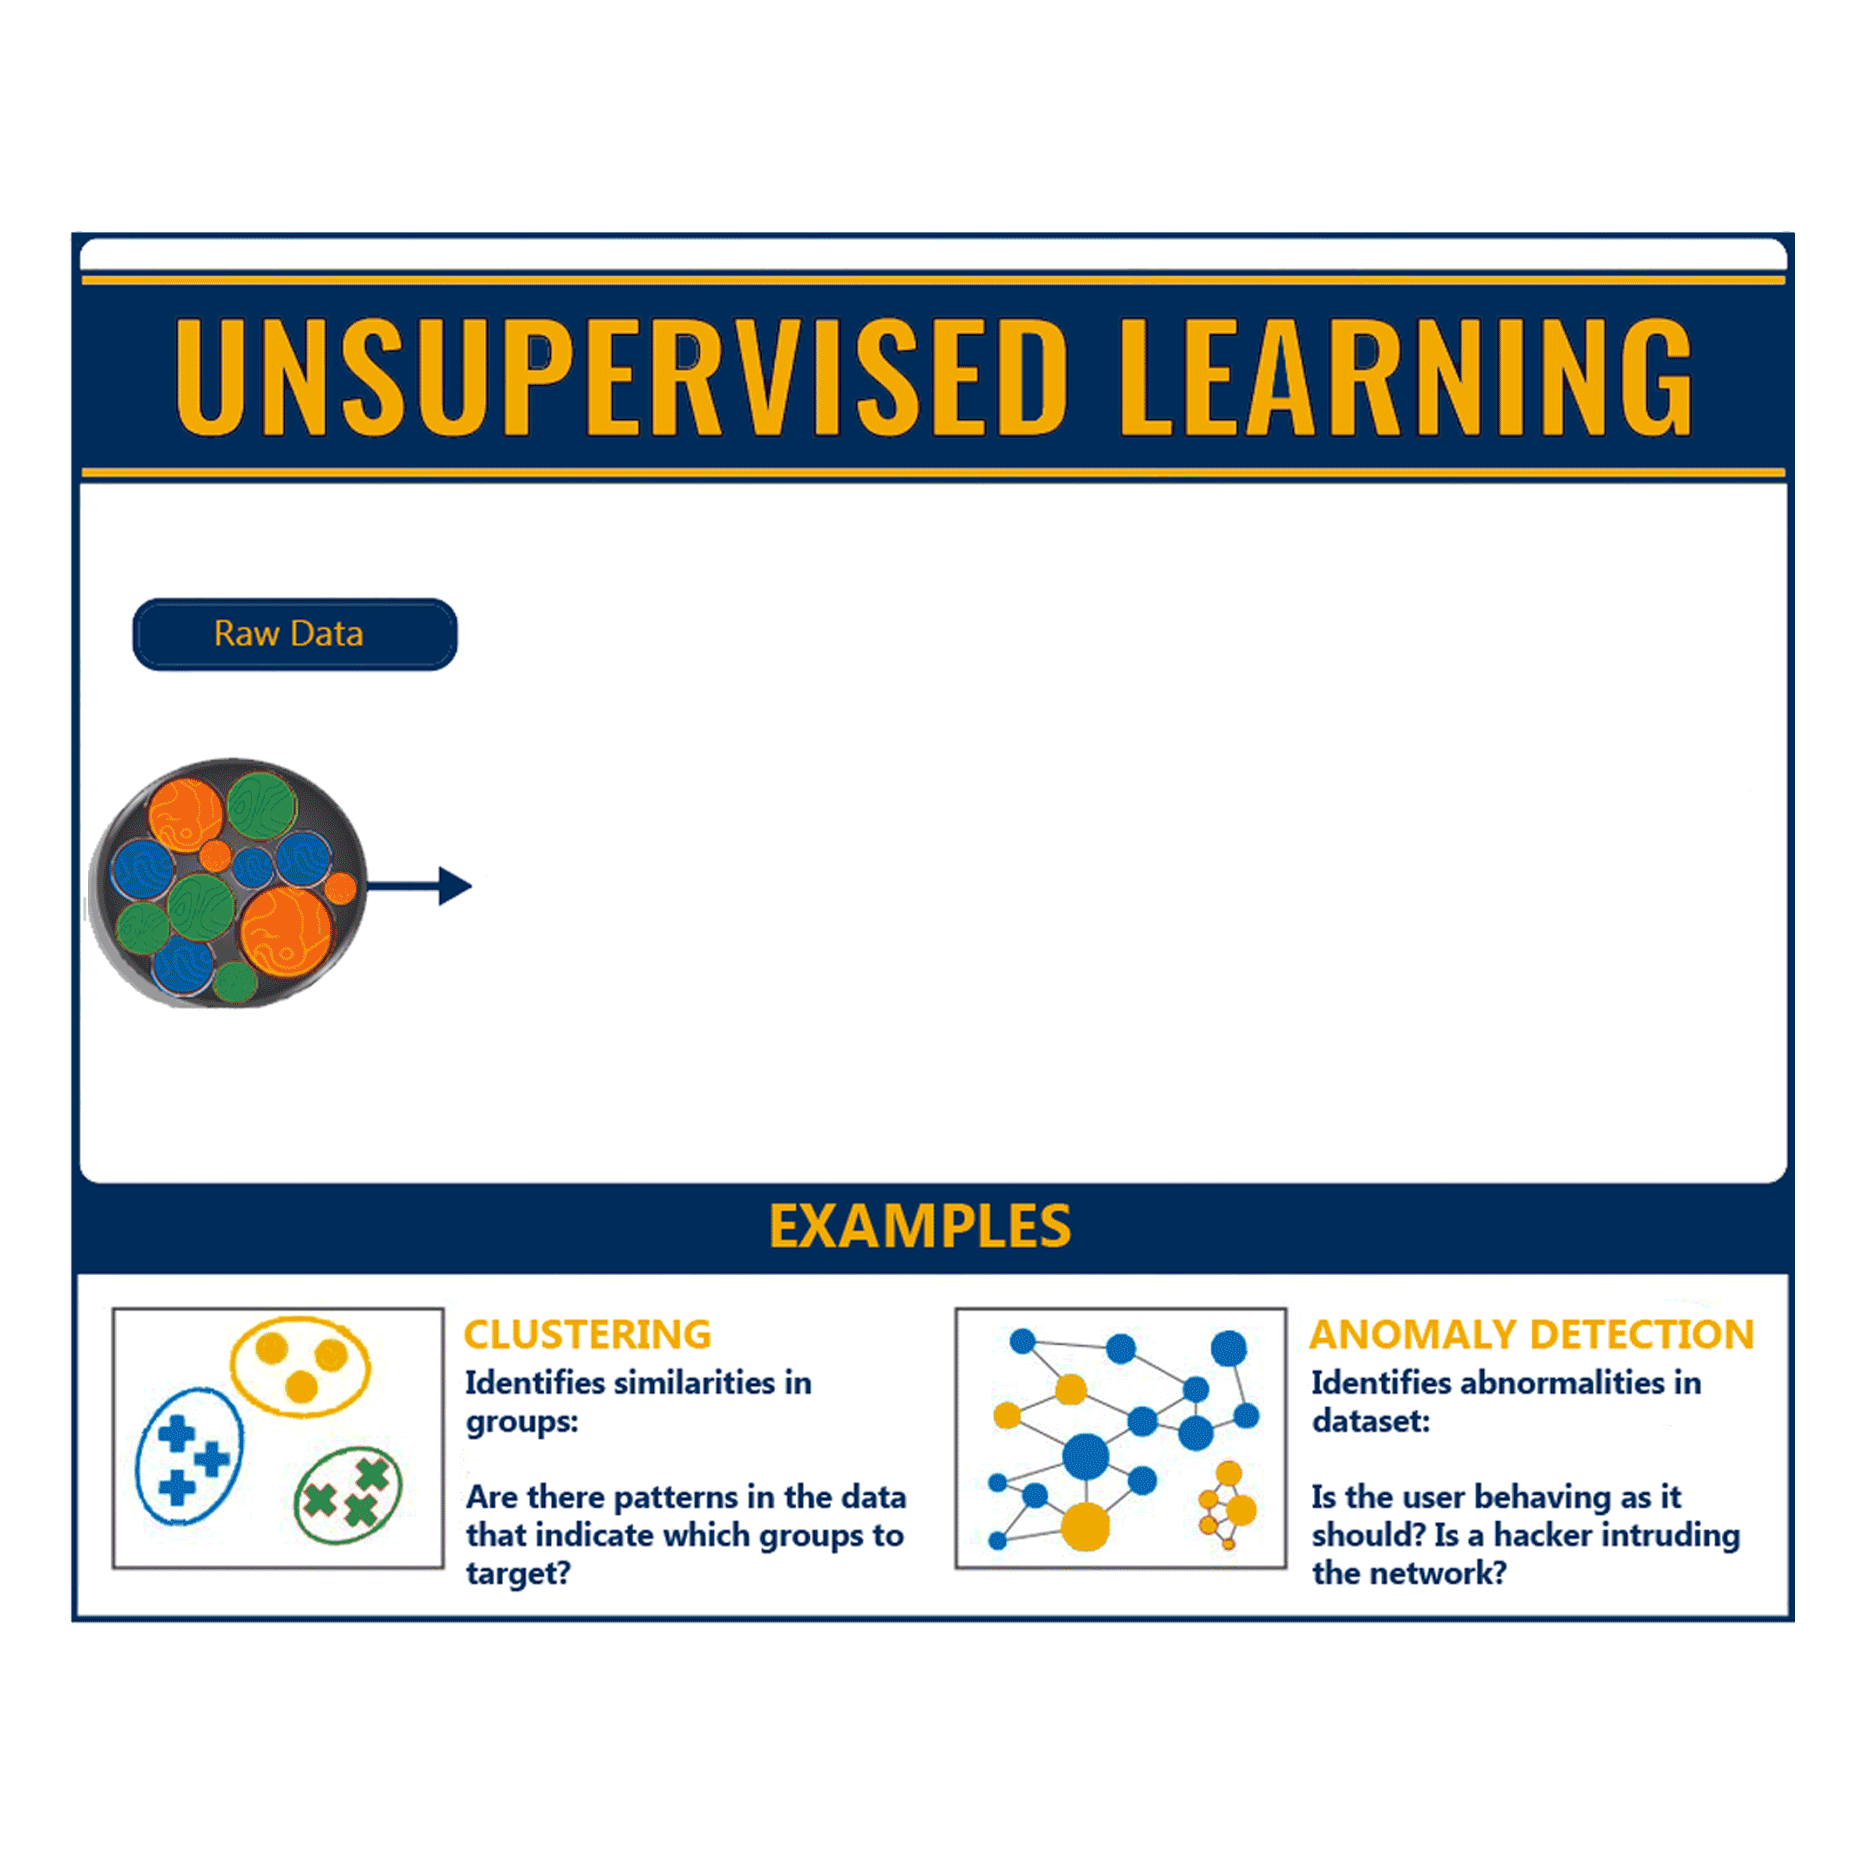 UNSUPERVISED LEARNING
Raw Data
EXAMPLES
CLUSTERING
Identifies similarities in
groups:
Are there patterns in the data
that indicate which groups to
target?
ANOMALY DETECTION
Identifies abnormalities in
dataset:
Is the user behaving as it
should? Is a hacker intruding
the network?